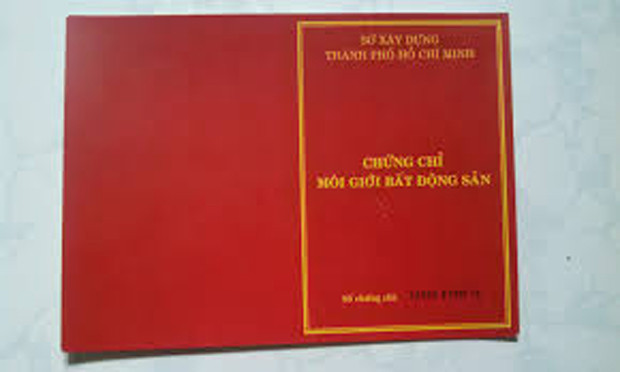 SỞ XÂY DỰNG
THÀNH PHỐ HỒ CHÍ MINH
CHỨNG CHỈ
MÔI GIỚI BẤT ĐỘNG SẢN
Số chứng chỉ: